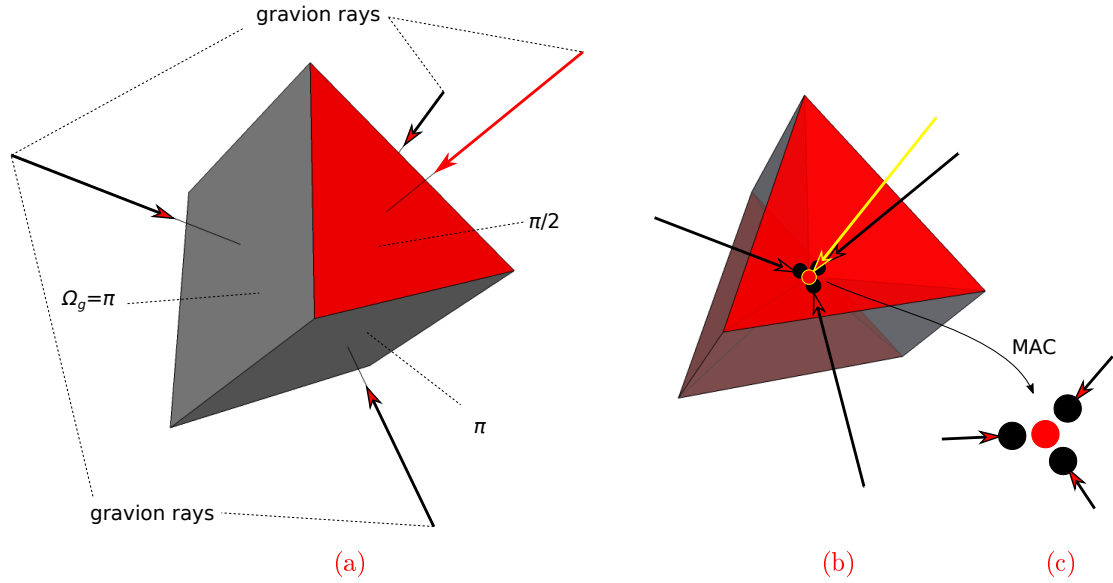 gravion rays
π/2
Ω_g=π
MAC
π
gravion rays
(a)
(b)
(c)